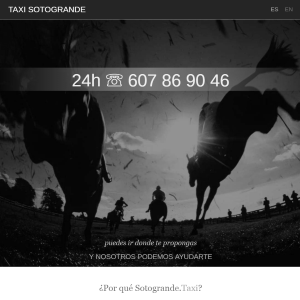 TAXI SOTOGRANDE
ES EN
24h ☏ 607 86 90 46
puedes ir donde te propongas
Y NOSOTROS PODEMOS AYUDARTE
¿Por qué Sotogrande.Taxi?